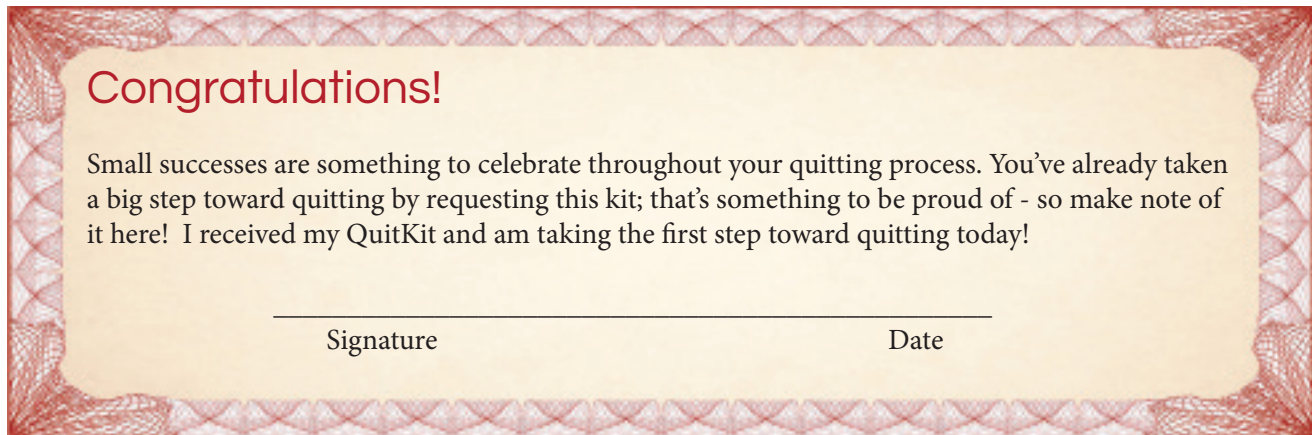 Congratulations!
Small successes are something to celebrate throughout your quitting process. You've already taken
a big step toward quitting by requesting this kit; that's something to be proud of - so make note of
it here!  I received my QuitKit and am taking the first step toward quitting today!
Signature Date